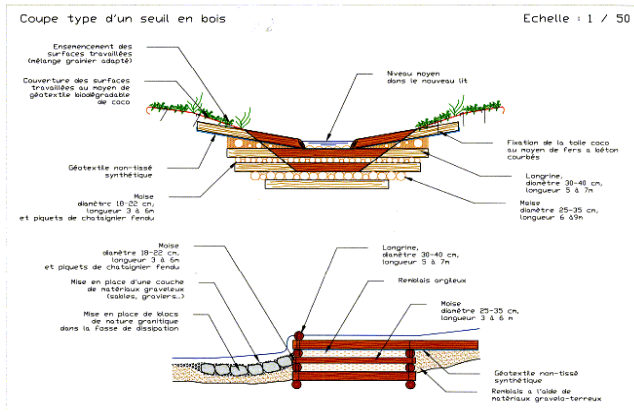 Coupe type d'un seuil en bois
Echelle : 1 / 50
Ensemencement des
surfaces travaillées
(mélange grainier adapté)
Couverture des surfaces
travaillées au moyen de
géotextile biodégradable
de coco
Niveau moyen
dans le nouveau lit
Géotextile non-tissé
synthétique
Fixation de la toile coco
au moyen de fers a béton
courbés
Moise
diamètre 18-22 cm,
longueur 3 à 6m
et piquets de chataignier fendu
Longrine,
diamètre 30-40 cm,
longueur 5 à 7m
Moise
diamètre 25-35 cm,
longueur 6 à9m
Moise
diamètre 18-22 cm,
longueur 3 à 6m
et piquets de chataignier fendu
Mise en place d'une couche
de matériaux graveleux
(sables, graviers...)
Mise en place de blocs
de nature granitique
dans la fosse de dissipation
Longrine,
diamètre 30-40 cm,
longueur 5 à 7m
Remblais argileux
Moise
diamètre 25-35 cm,
longueur 3 à 6 m
Géotextile non-tissé
synthétique
Remblais a l'aide de
matériaux gravelo-terreux